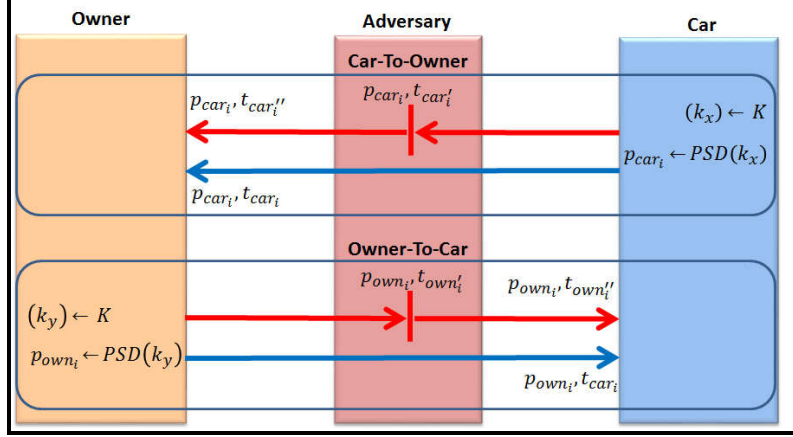 Owner
Adversary
Car
Car-To-Owner
p_{car_i}, t_{car_i''}
p_{car_i}, t_{car_i'}
(k_x) ← K
p_{car_i} ← PSD(k_x)
p_{car_i}, t_{car_i}
Owner-To-Car
p_{own_i}, t_{own_i'}
p_{own_i}, t_{own_i''}
(k_y) ← K
p_{own_i} ← PSD(k_y)
p_{own_i}, t_{car_i}